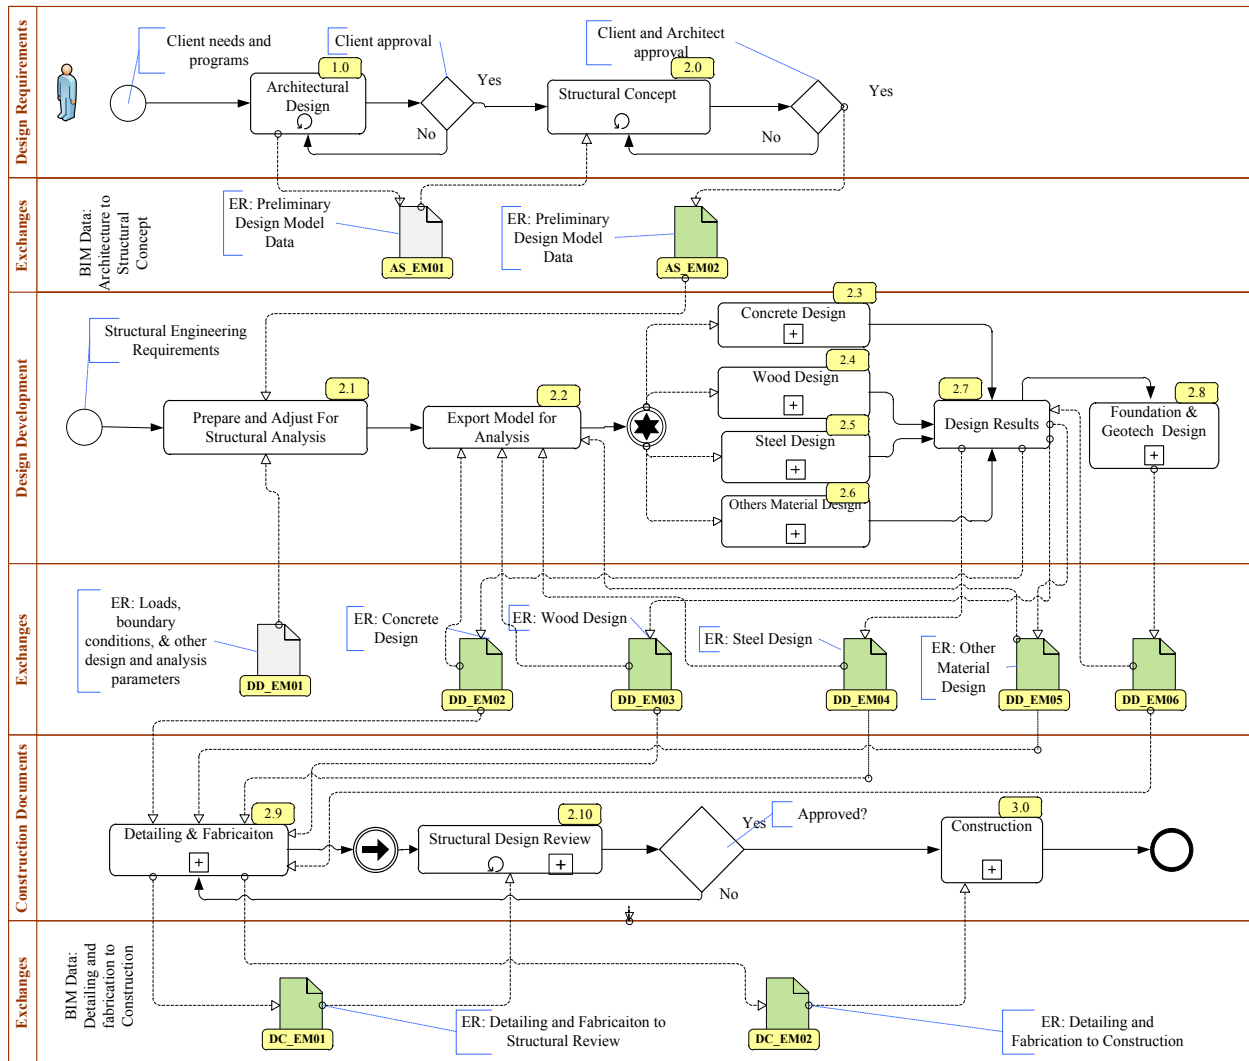 Design Requirements
Client needs and
programs
Client approval
Client and Architect
approval
1.0
Architectural
Design
Yes
No
2.0
Structural Concept
Yes
No
Exchanges
BIM Data:
Architecture to
Structural
Concept
ER: Preliminary
Design Model
Data
AS_EM01
ER: Preliminary
Design Model
Data
AS_EM02
Design Development
Structural Engineering
Requirements
2.1
Prepare and Adjust For
Structural Analysis
2.2
Export Model for
Analysis
2.3
Concrete Design
2.4
Wood Design
2.5
Steel Design
2.6
Others Material Design
2.7
Design Results
2.8
Foundation &
Geotech Design
Exchanges
ER: Loads,
boundary
conditions, & other
design and analysis
parameters
DD_EM01
ER: Concrete
Design
DD_EM02
ER: Wood Design
DD_EM03
ER: Steel Design
DD_EM04
ER: Other
Material
Design
DD_EM05
DD_EM06
Construction Documents
2.9
Detailing & Fabricaiton
2.10
Structural Design Review
Yes
Approved?
No
3.0
Construction
Exchanges
BIM Data:
Detailing and
fabrication to
Construction
DC_EM01
ER: Detailing and Fabricaiton to
Structural Review
DC_EM02
ER: Detailing and
Fabrication to Construction